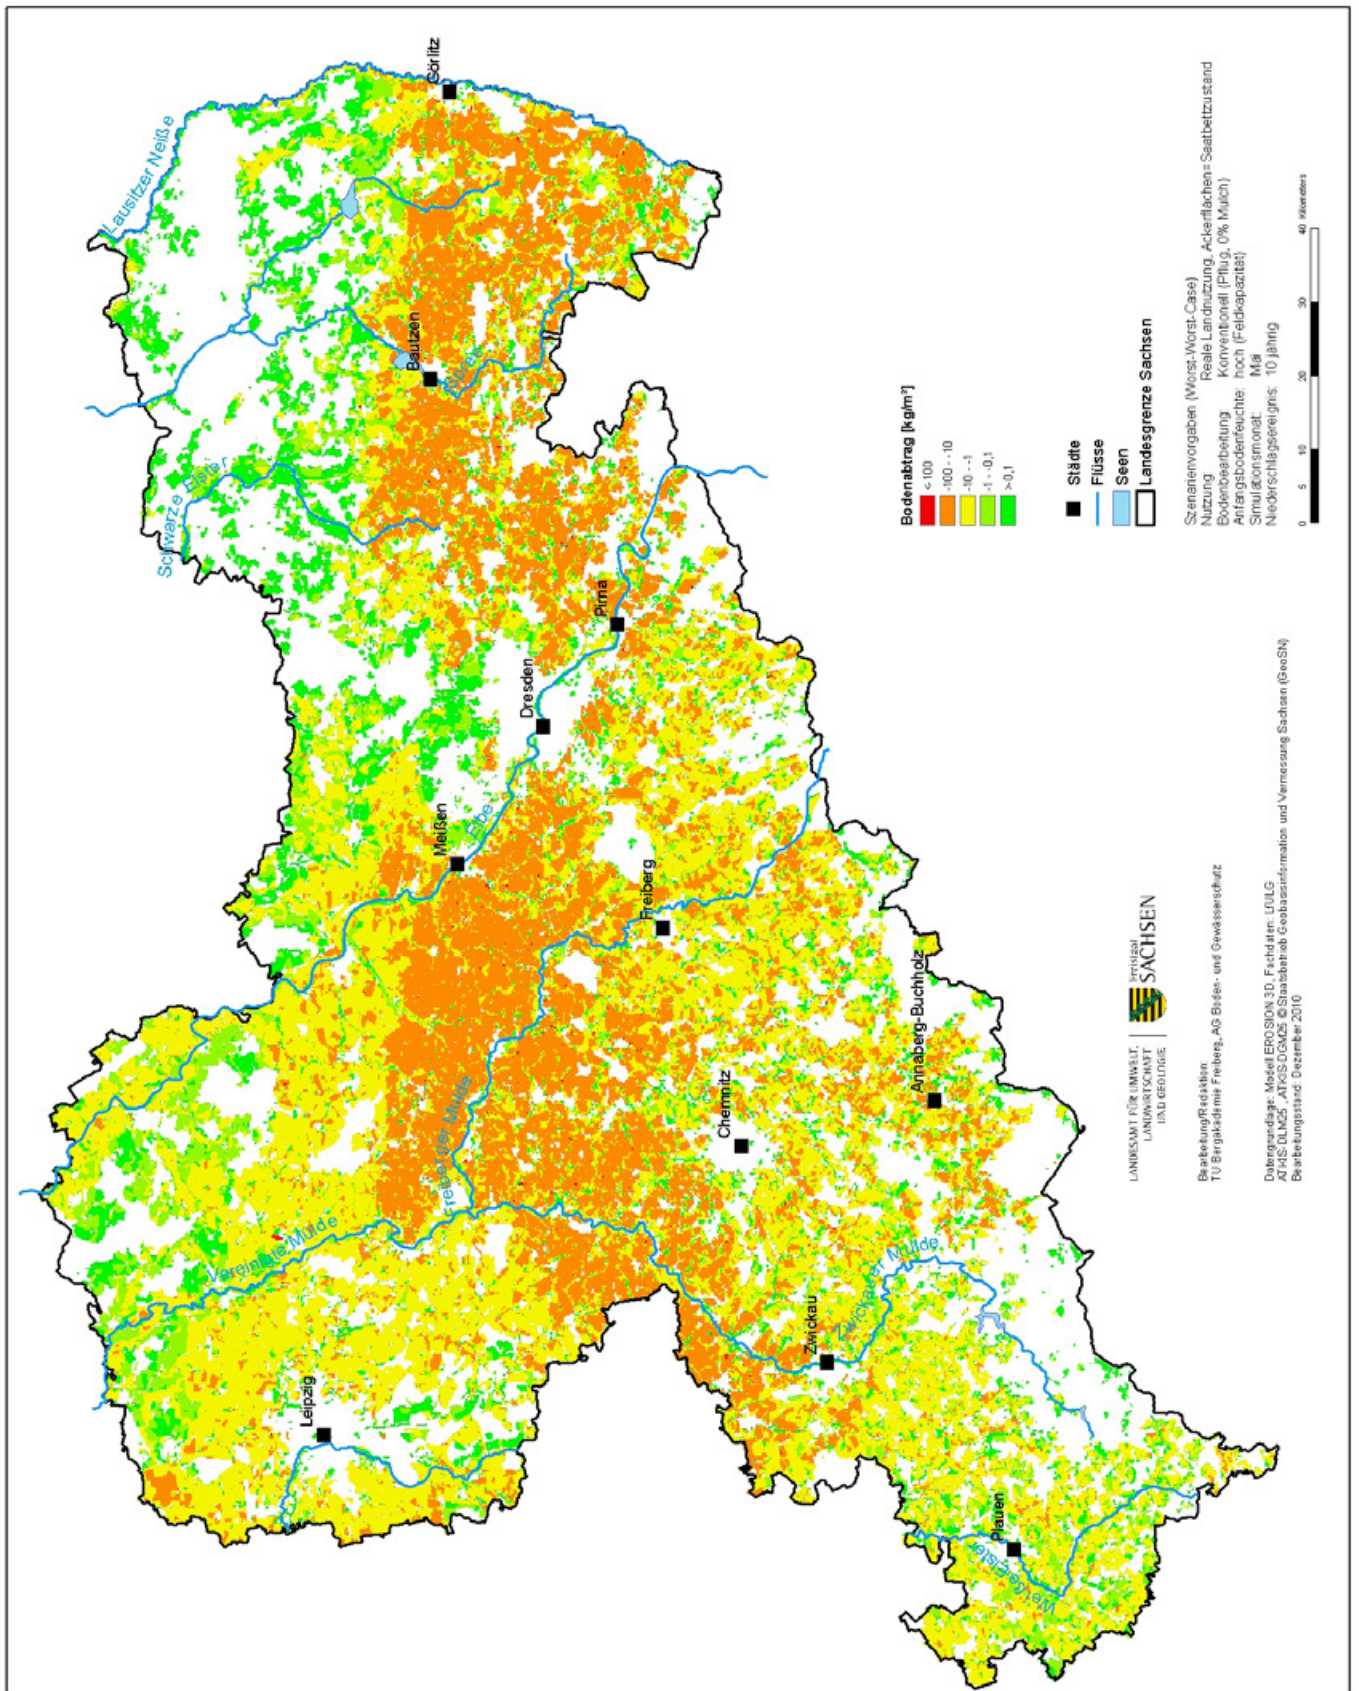 Lausitzer Neiße
Görlitz
Bautzen
Spree
Schwarze Elster
Pirna
Dresden
Meißen
Elbe
Freiberg
Freiberger Mulde
Annaberg-Buchholz
Chemnitz
Vereinigte Mulde
Zwickauer Mulde
Zwickau
Leipzig
Plauen
Weiße Elster
Bodenabtrag [kg/m²]
<-100
-100 - -10
-10 - -1
-1 - -0,1
>-0,1
Städte
Flüsse
Seen
Landesgrenze Sachsen
Szenarienvorgaben (Worst-Worst-Case)
Nutzung: Reale Landnutzung, Ackerflächen= Saatbettzustand
Bodenbearbeitung: Konventionell (Pflug, 0% Mulch)
Anfangsbodenfeuchte: hoch (Feldkapazität)
Simulationsmonat: Mai
Niederschlagsereignis: 10 jährig
0 5 10 20 30 40 Kilometers
LANDESAMT FÜR UMWELT,
LANDWIRTSCHAFT
UND GEOLOGIE
Freistaat
SACHSEN
Bearbeitung/Redaktion:
TU Bergakademie Freiberg, AG Boden- und Gewässerschutz
Datengrundlage: Modell EROSION 3D, Fachdaten: LfULG
ATKIS-DLM25, ATKIS-DGM25 © Staatsbetrieb Geobasisinformation und Vermessung Sachsen (GeoSN)
Bearbeitungsstand: Dezember 2010